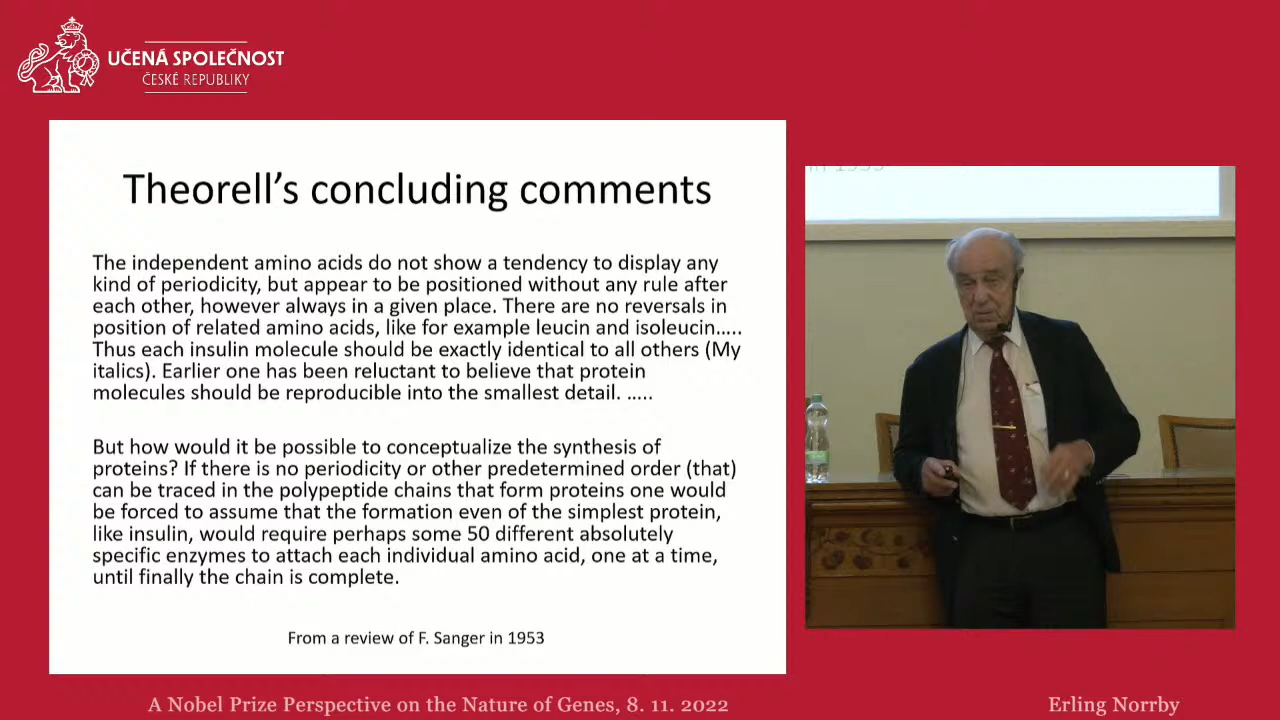 UČENÁ SPOLEČNOST
ČESKÉ REPUBLIKY
Theorell's concluding comments
The independent amino acids do not show a tendency to display any
kind of periodicity, but appear to be positioned without any rule after
each other, however always in a given place. There are no reversals in
position of related amino acids, like for example leucin and isoleucin…..
Thus each insulin molecule should be exactly identical to all others (My
italics). Earlier one has been reluctant to believe that protein
molecules should be reproducible into the smallest detail. …..
But how would it be possible to conceptualize the synthesis of
proteins? If there is no periodicity or other predetermined order (that)
can be traced in the polypeptide chains that form proteins one would
be forced to assume that the formation even of the simplest protein,
like insulin, would require perhaps some 50 different absolutely
specific enzymes to attach each individual amino acid, one at a time,
until finally the chain is complete.
From a review of F. Sanger in 1953
in 1953
A Nobel Prize Perspective on the Nature of Genes, 8. 11. 2022
Erling Norrby